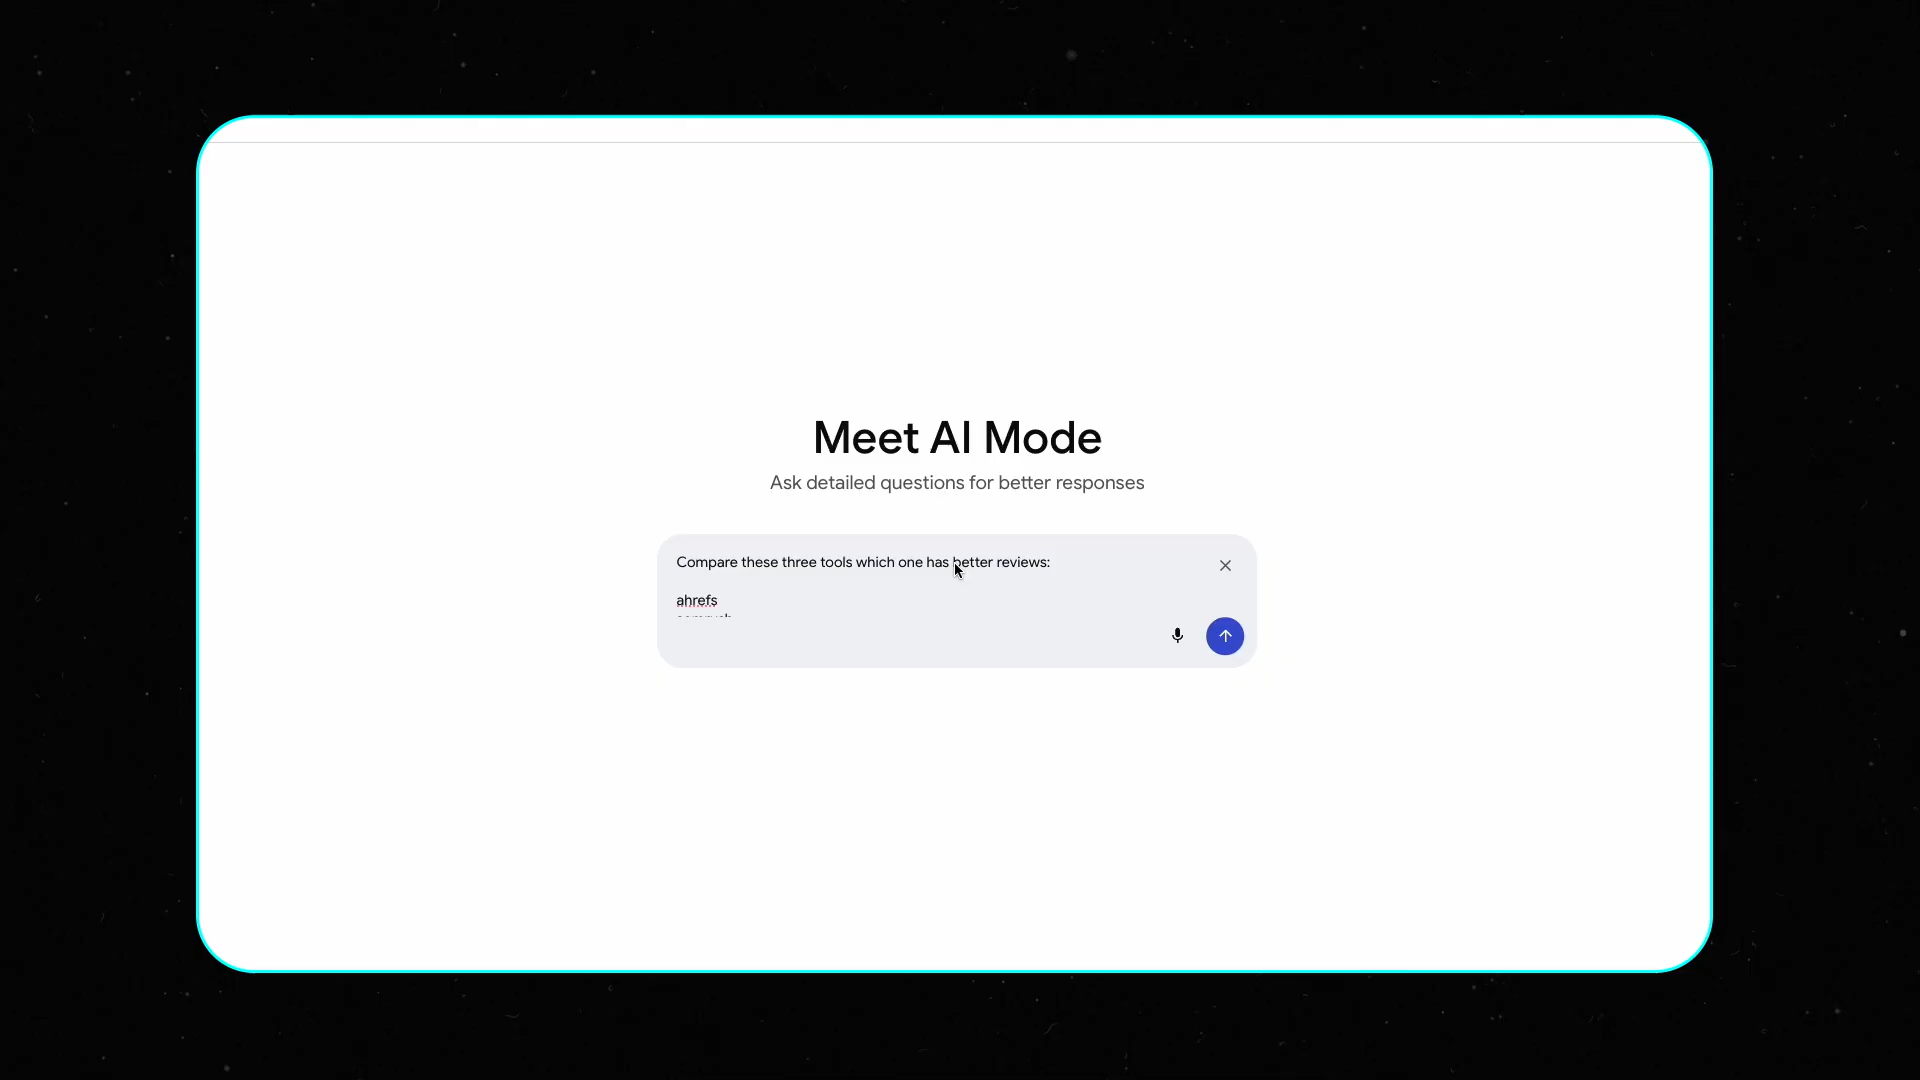 Meet AI Mode
Ask detailed questions for better responses
Compare these three tools which one has better reviews:
ahrefs